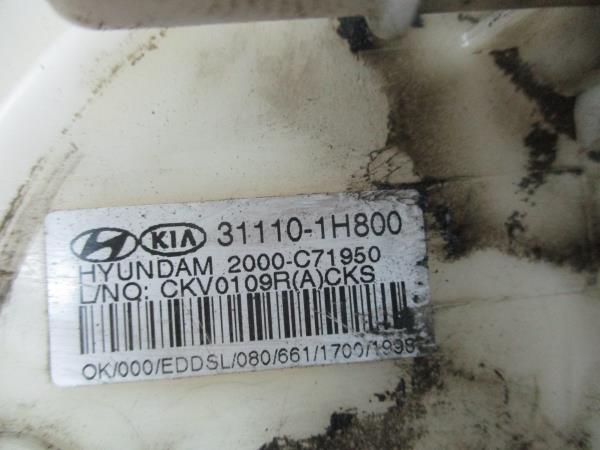 KIA 31110-1H800
HYUNDAM 2000-C71950
L/NO: CKV0109R(A)CKS
OK/000/EDDSL/080/661/1700/1998